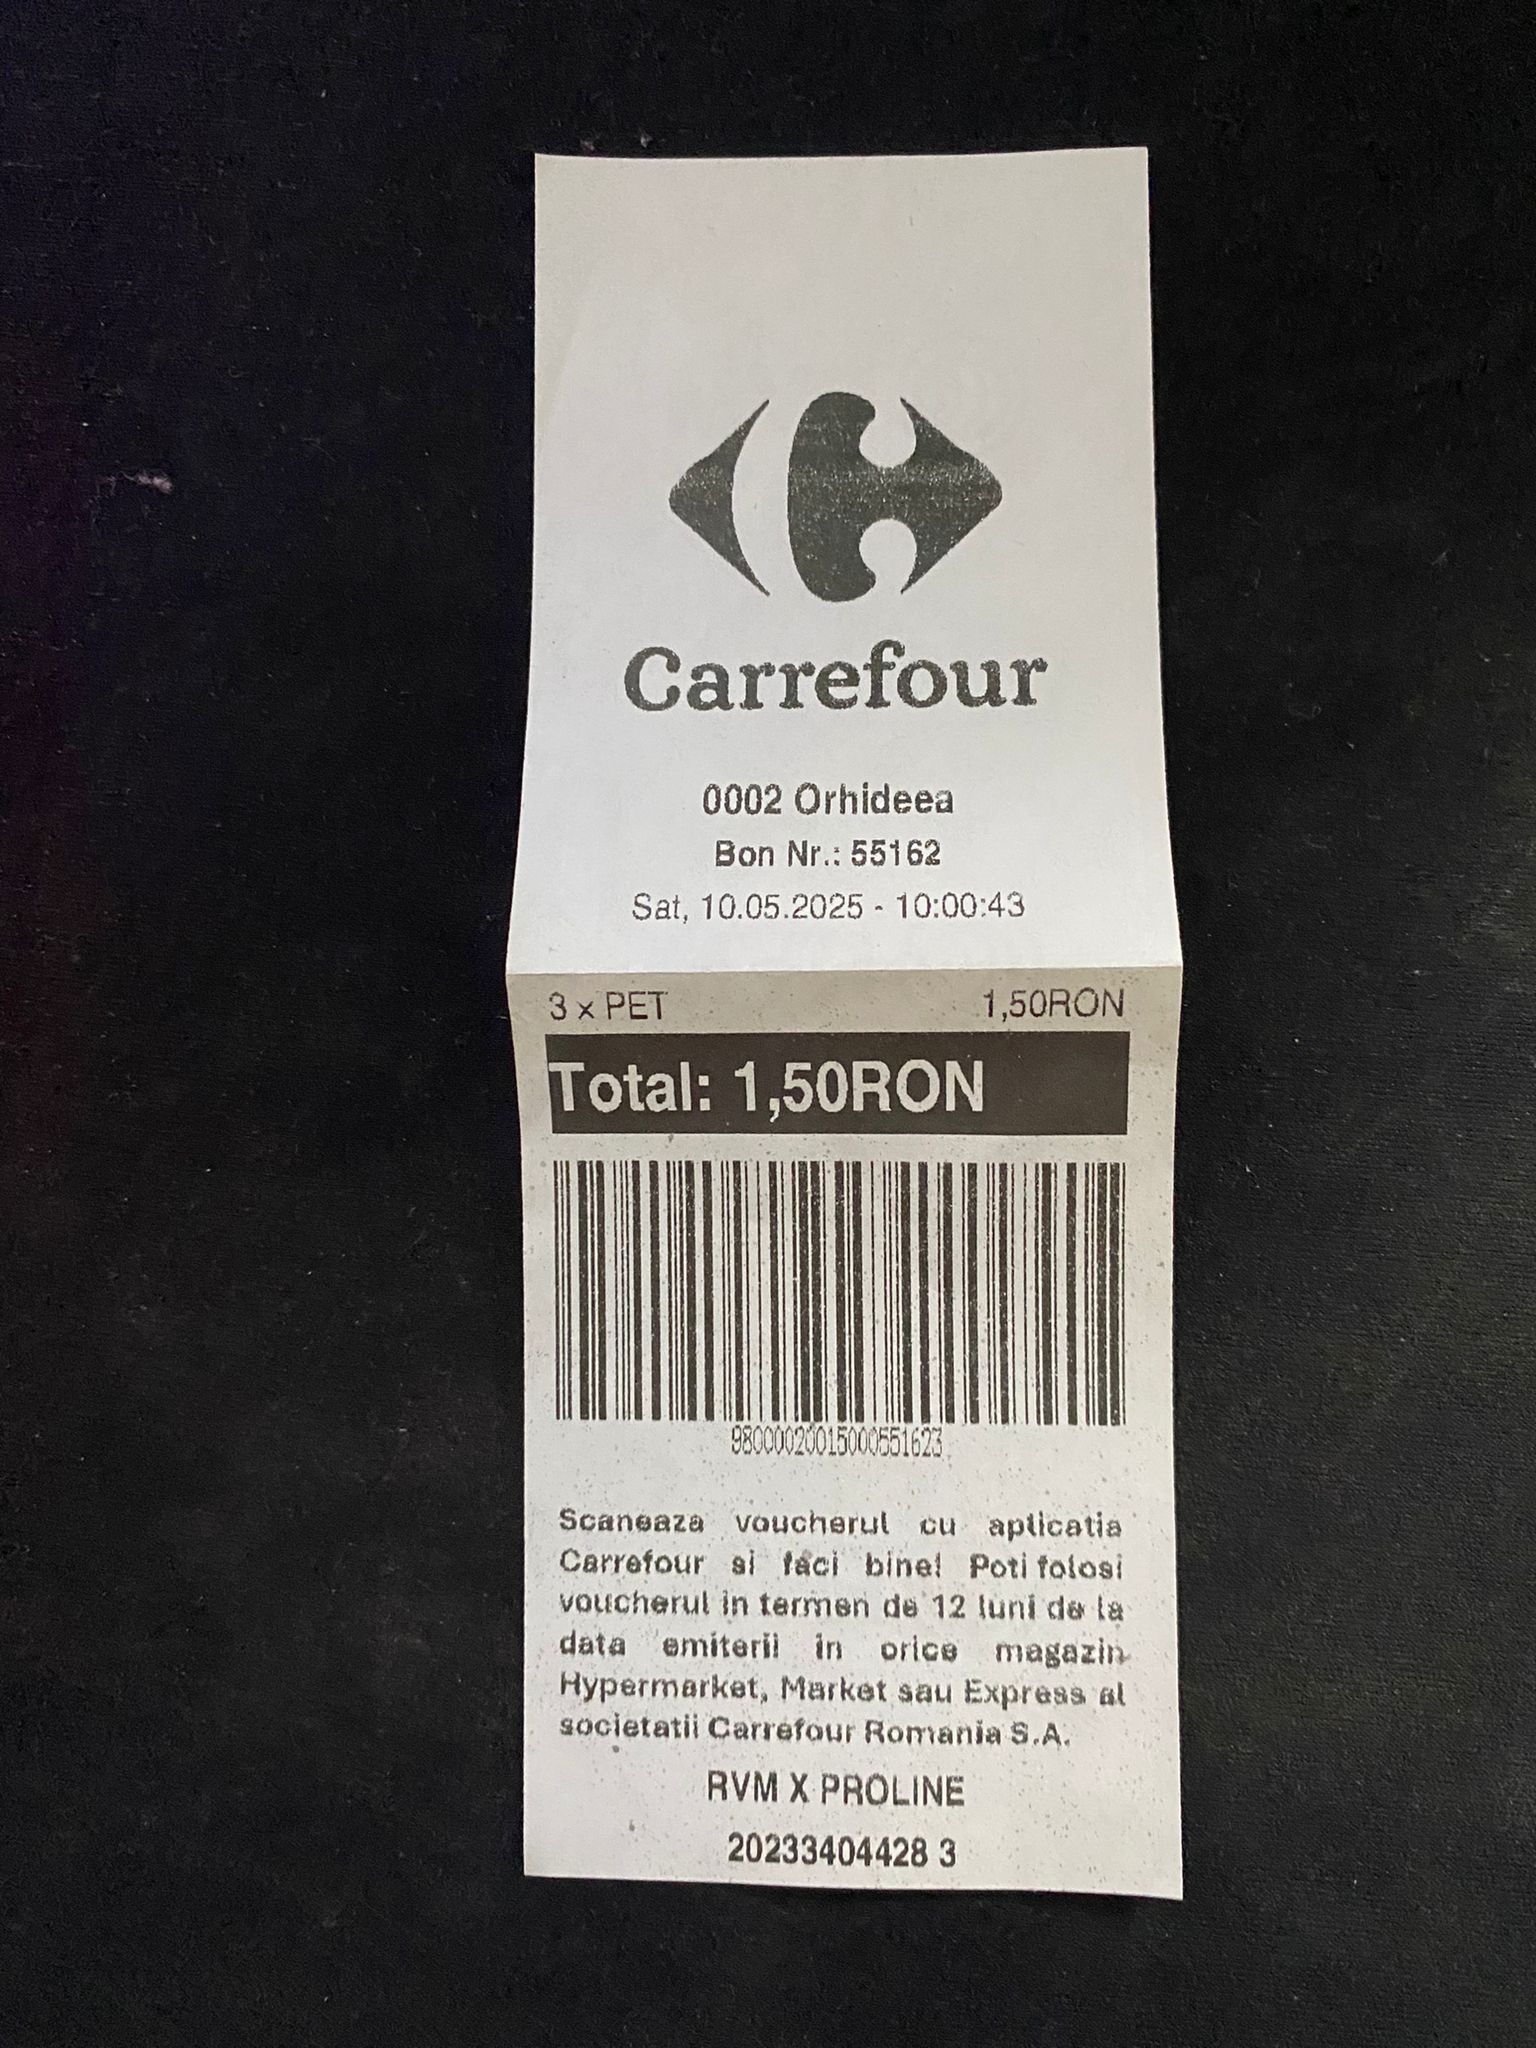 Carrefour
0002 Orhideea
Bon Nr.: 55162
Sat, 10.05.2025 - 10:00:43
3 x PET 1,50RON
Total: 1,50RON
98000020015000551623
Scaneaza voucherul cu aplicatia
Carrefour si faci bine! Poti folosi
voucherul in termen de 12 luni de la
data emiterii in orice magazin
Hypermarket, Market sau Express al
societatii Carrefour Romania S.A.
RVM X PROLINE
20233404428 3